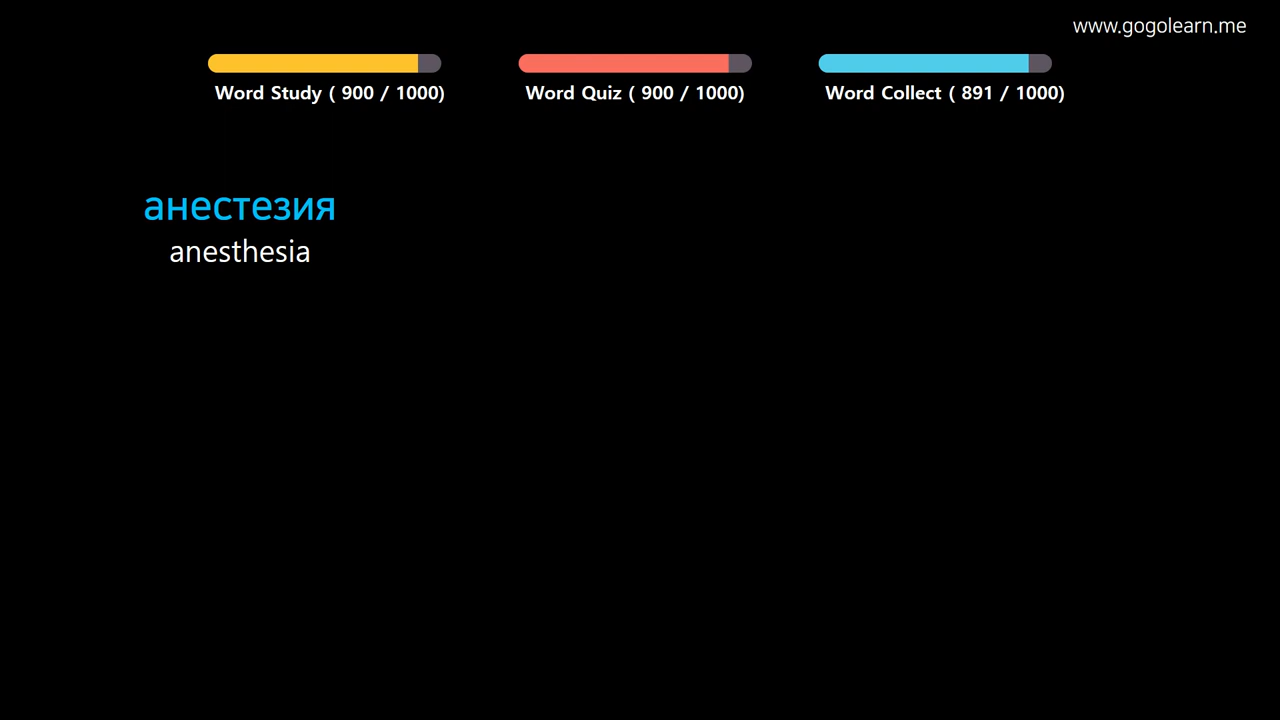 www.gogolearn.me
Word Study ( 900 / 1000)
Word Quiz ( 900 / 1000)
Word Collect ( 891 / 1000)
анестезия
anesthesia